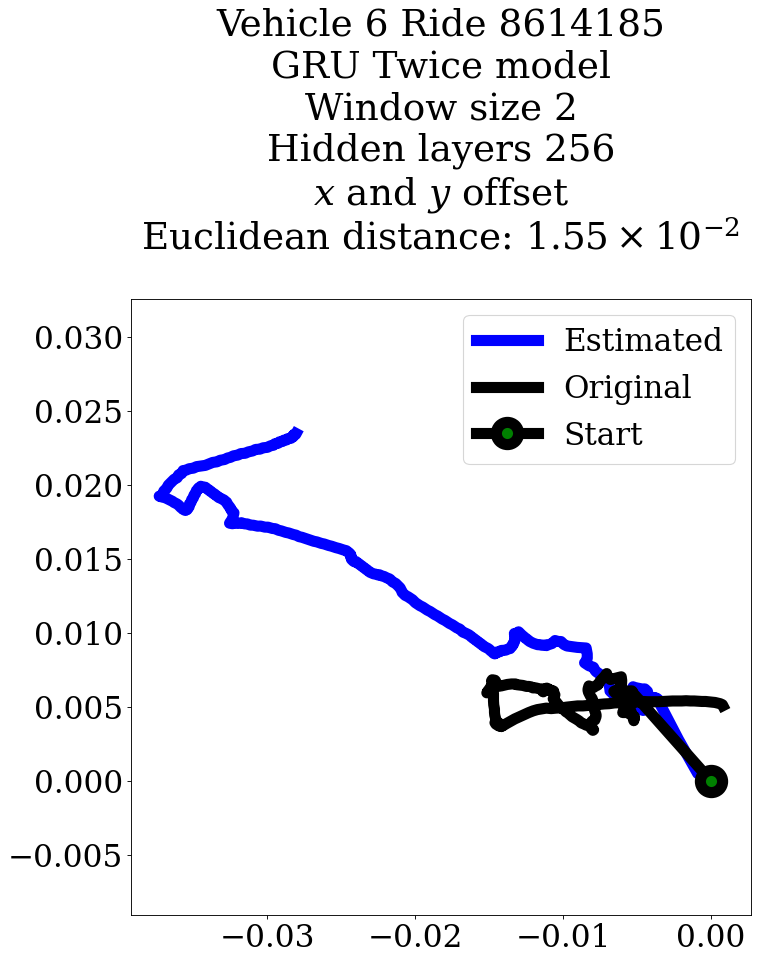 Vehicle 6 Ride 8614185
GRU Twice model
Window size 2
Hidden layers 256
x and y offset
Euclidean distance: 1.55 × 10⁻²
Estimated
Original
Start
0.030
0.025
0.020
0.015
0.010
0.005
0.000
−0.005
−0.03 −0.02 −0.01 0.00